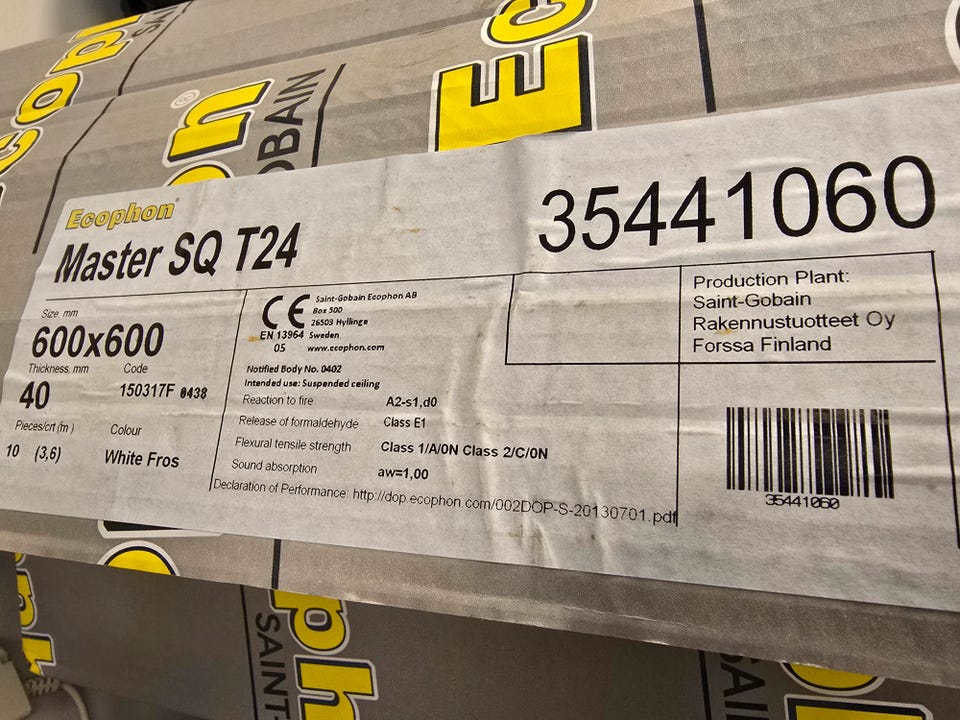 Ecophon
SAINT-GOBAIN
Ecophon
Master SQ T24
35441060
Size, mm
600x600
Thickness, mm Code
40 150317F 0438
Pieces/crt (m²) Colour
10 (3,6) White Fros
CE Saint-Gobain Ecophon AB
Box 500
26503 Hyllinge
EN 13964 Sweden
05 www.ecophon.com
Notified Body No. 0402
Intended use: Suspended ceiling
Reaction to fire A2-s1,d0
Release of formaldehyde Class E1
Flexural tensile strength Class 1/A/0N Class 2/C/0N
Sound absorption aw=1,00
Declaration of Performance: http://dop.ecophon.com/002DOP-S-20130701.pdf
Production Plant:
Saint-Gobain
Rakennustuotteet Oy
Forssa Finland
35441060
SAINT-